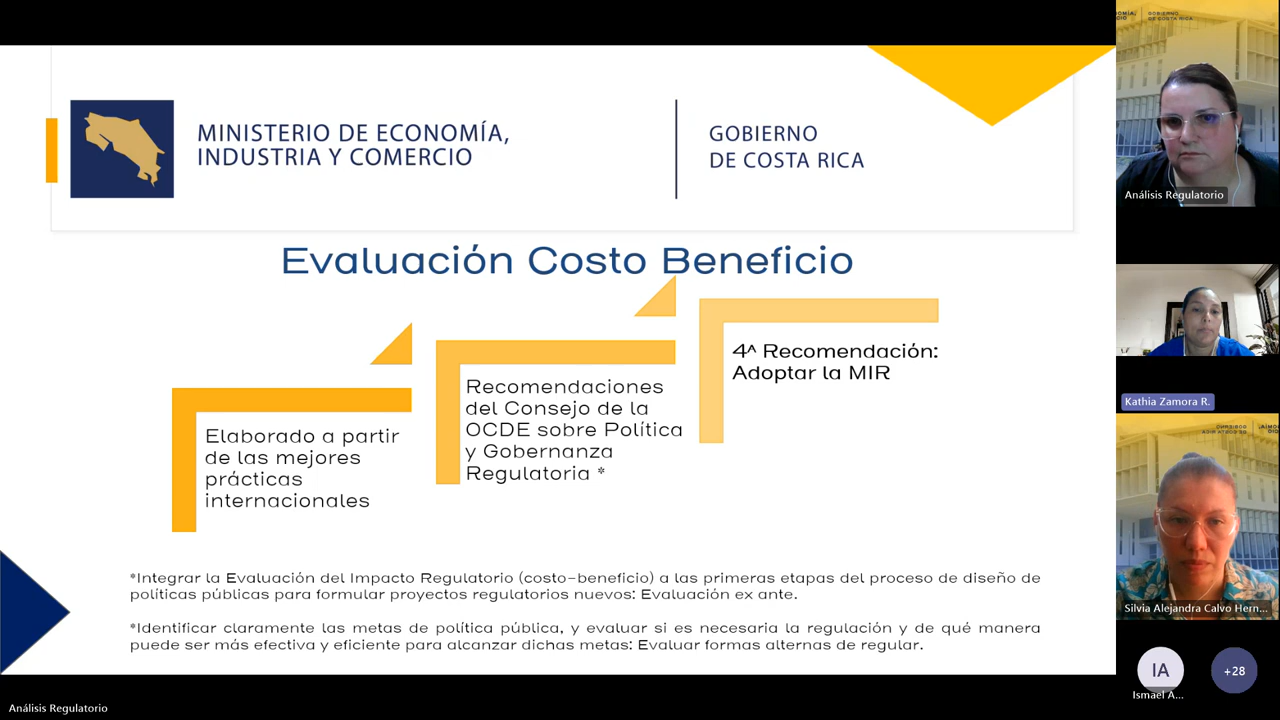 MINISTERIO DE ECONOMÍA,
INDUSTRIA Y COMERCIO
GOBIERNO
DE COSTA RICA
Evaluación Costo Beneficio
Elaborado a partir
de las mejores
prácticas
internacionales
Recomendaciones
del Consejo de la
OCDE sobre Política
y Gobernanza
Regulatoria *
4^ Recomendación:
Adoptar la MIR
*Integrar la Evaluación del Impacto Regulatorio (costo-beneficio) a las primeras etapas del proceso de diseño de
políticas públicas para formular proyectos regulatorios nuevos: Evaluación ex ante.
*Identificar claramente las metas de política pública, y evaluar si es necesaria la regulación y de qué manera
puede ser más efectiva y eficiente para alcanzar dichas metas: Evaluar formas alternas de regular.
Análisis Regulatorio
GOBIERNO
DE COSTA RICA
Análisis Regulatorio
Kathia Zamora R.
Silvia Alejandra Calvo Hern...
IA
Ismael A...
+28